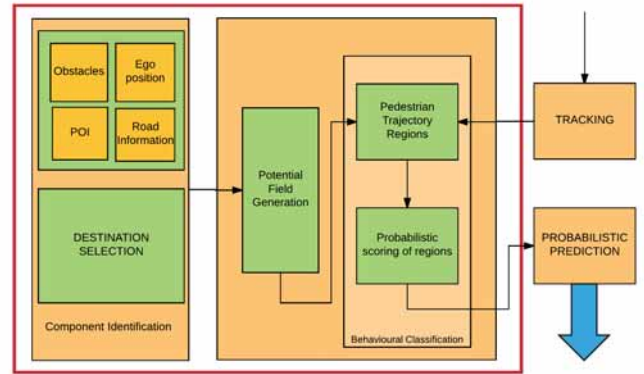 Obstacles
Ego
position
POI
Road
Information
DESTINATION
SELECTION
Component Identification
Potential
Field
Generation
Pedestrian
Trajectory
Regions
Probabilistic
scoring of regions
Behavioural Classification
TRACKING
PROBABILISTIC
PREDICTION